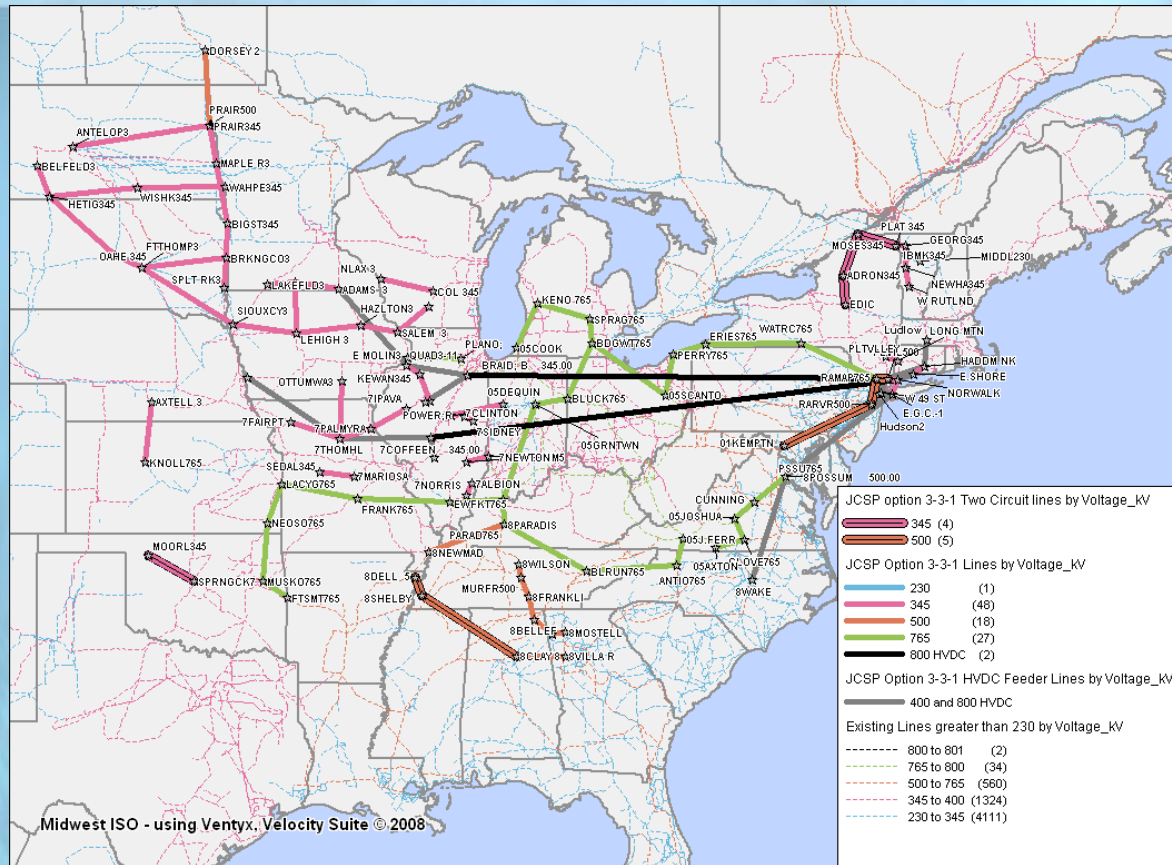 DORSEY 2
PRAIR500
PRAIR345
ANTELOP3
BELFELD3
MAPLE R3
WAHPE345
HETIG345
WISHK345
BIGST345
PLAT 345
MOSES345
GEORG345
IBMK345
MIDDL230
FTTHOMP3
OAHE 345
BRKNGCO3
NLAX 3
SPLT RK3
LAKEFLD3
ADAMS 3
COL 345
ADRON345
NEWHA345
W RUTLND
EDIC
HAZLTON3
KENO 765
SIOUXCY3
SPRAG765
WATRC765
Ludlow
LONG MTN
LEHIGH 3
SALEM 3
PLANO;
05COOK
BDGWT765
ERIES765
PERRY765
PLTVLLEY
HADDM NK
E MOLIN3
QUAD3-11
BRAID; B
345.00
RAMAP765
E.SHORE
OTTUMWA3
KEWAN345
05DEQUIN
BLUCK765
05SCANTO
NORWALK
AXTELL 3
7IPAVA
7CLINTON
RARVR500
W 49 ST
E.G.C.-1
Hudson2
7FAIRPT
7PALMYRA
7SIDNEY
05GRNTWN
01KEMPTN
7THOMHL
7COFFEEN
345.00
KNOLL765
SEDAL345
7MARIOSA
7NEWTON
M5
PSSU765
8POSSUM
500.00
LACYG765
7NORRIS
7ALBION
CUNNING
FRANK765
EWFKT765
05JOSHUA
NEOSO765
8PARADIS
PARAD765
05J.FERR
MOORL345
8NEWMAD
8WILSON
05AXTON
OVE765
SPRNGCK7
MUSKO765
8DELL
MURFR500
BLRUN765
ANTIO765
8WAKE
FTSMT765
8SHELBY
8FRANKLI
8BELLEF
8MOSTELL
8CLAY
8VILLA R
JCSP option 3-3-1 Two Circuit lines by Voltage_kV
345 (4)
500 (5)
JCSP Option 3-3-1 Lines by Voltage_kV
230 (1)
345 (48)
500 (18)
765 (27)
800 HVDC (2)
JCSP Option 3-3-1 HVDC Feeder Lines by Voltage_kV
400 and 800 HVDC
Existing Lines greater than 230 by Voltage_kV
800 to 801 (2)
765 to 800 (34)
500 to 765 (560)
345 to 400 (1324)
230 to 345 (4111)
Midwest ISO - using Ventyx, Velocity Suite © 2008